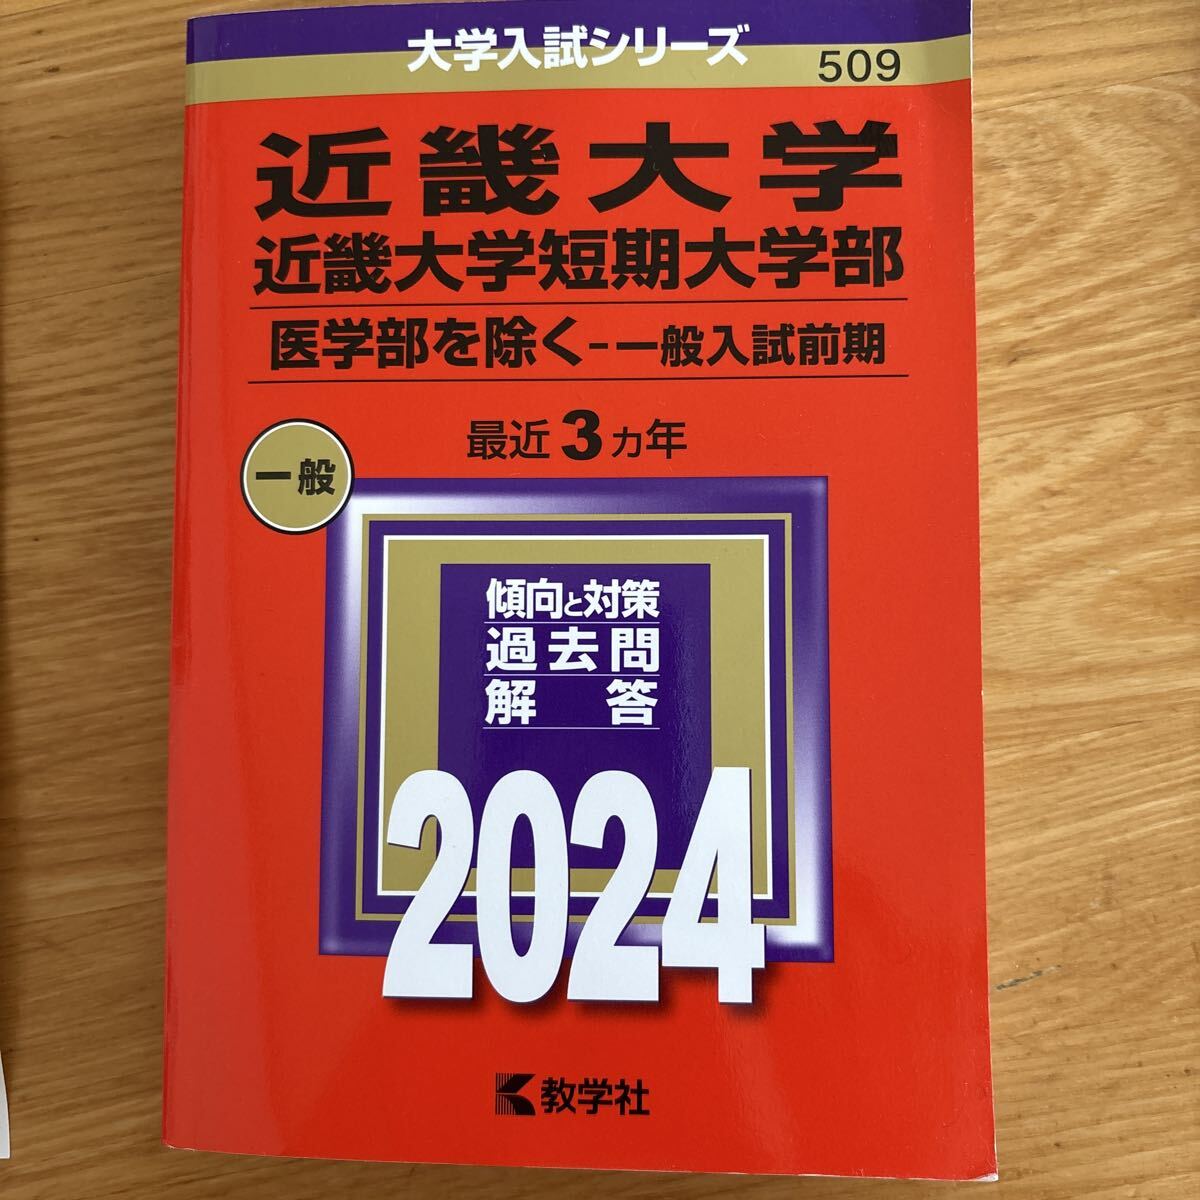 大学入試シリーズ
509
近畿大学
近畿大学短期大学部
医学部を除く-一般入試前期
最近3カ年
一般
傾向と対策
過去問
解答
2024
教学社